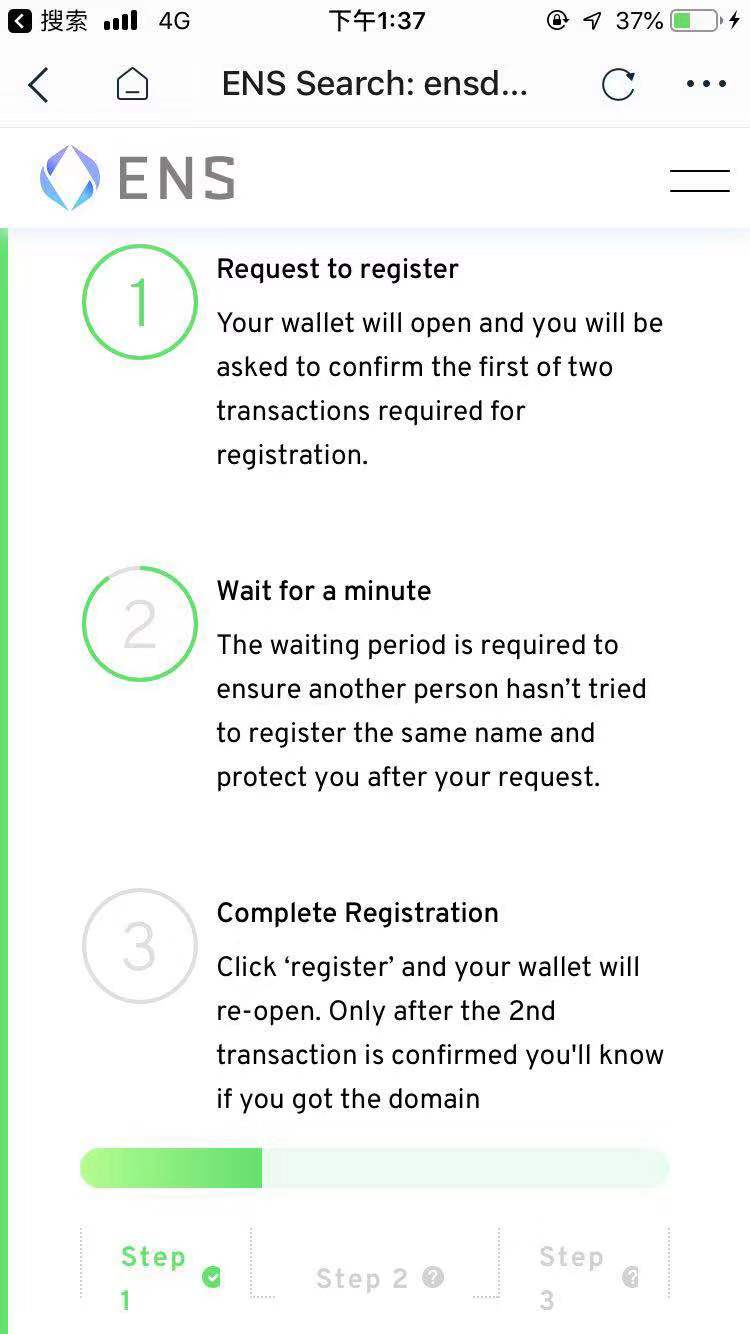 搜索 4G 下午1:37 37%
ENS Search: ensd...
ENS
1
Request to register
Your wallet will open and you will be
asked to confirm the first of two
transactions required for
registration.
2
Wait for a minute
The waiting period is required to
ensure another person hasn’t tried
to register the same name and
protect you after your request.
3
Complete Registration
Click ‘register’ and your wallet will
re-open. Only after the 2nd
transaction is confirmed you'll know
if you got the domain
Step 1
Step 2 ?
Step 3 ?